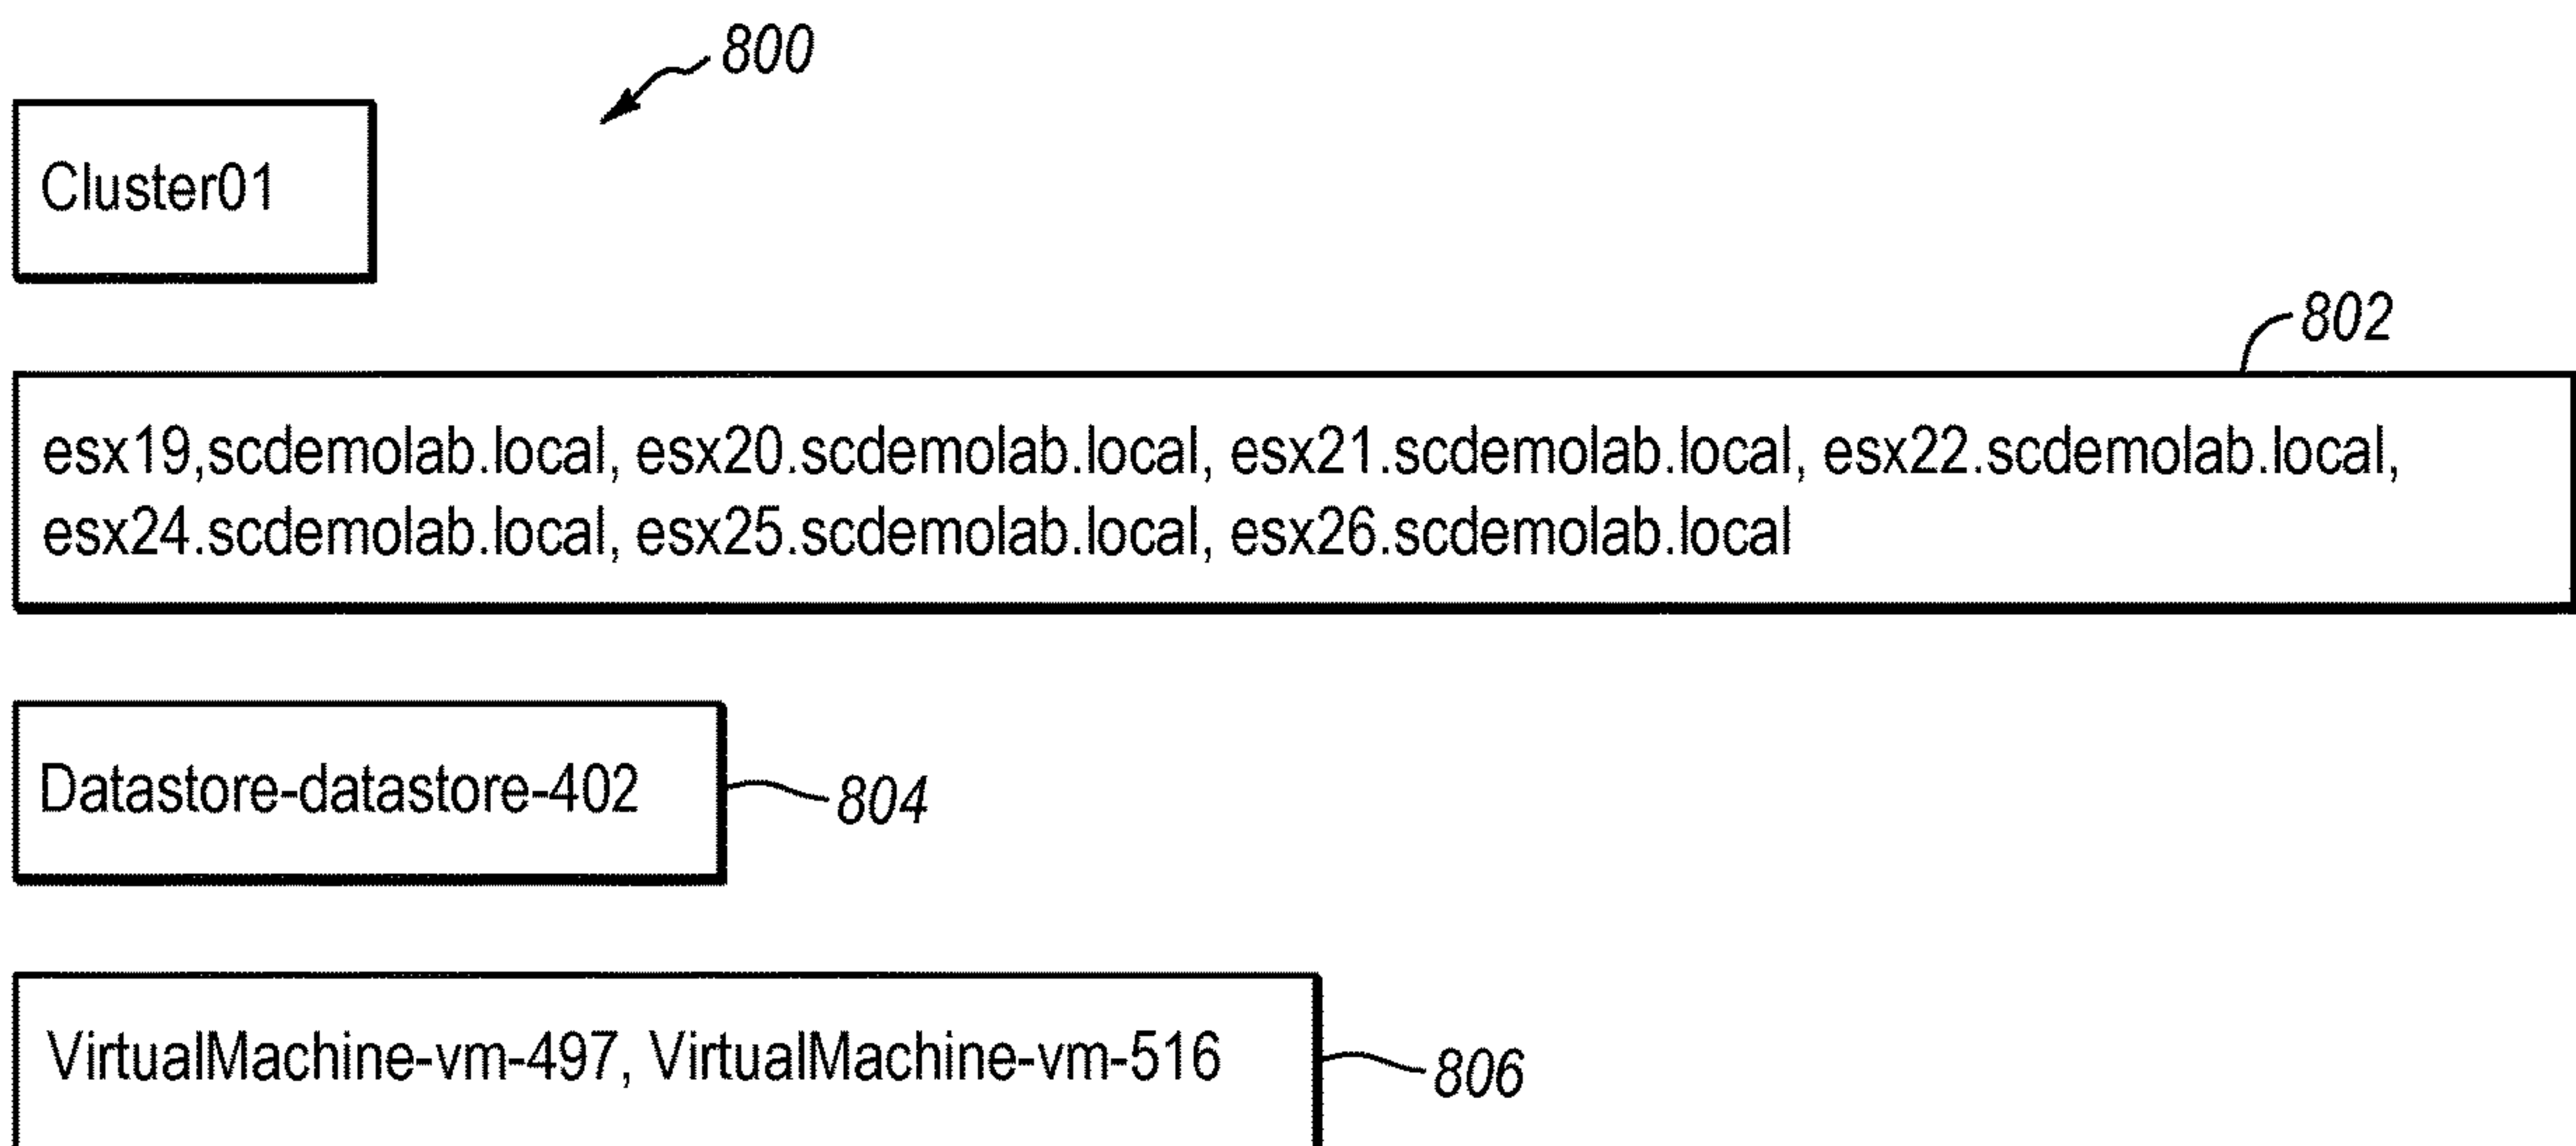 800
Cluster01
802
esx19,scdemolab.local, esx20.scdemolab.local, esx21.scdemolab.local, esx22.scdemolab.local,
esx24.scdemolab.local, esx25.scdemolab.local, esx26.scdemolab.local
Datastore-datastore-402
804
VirtualMachine-vm-497, VirtualMachine-vm-516
806